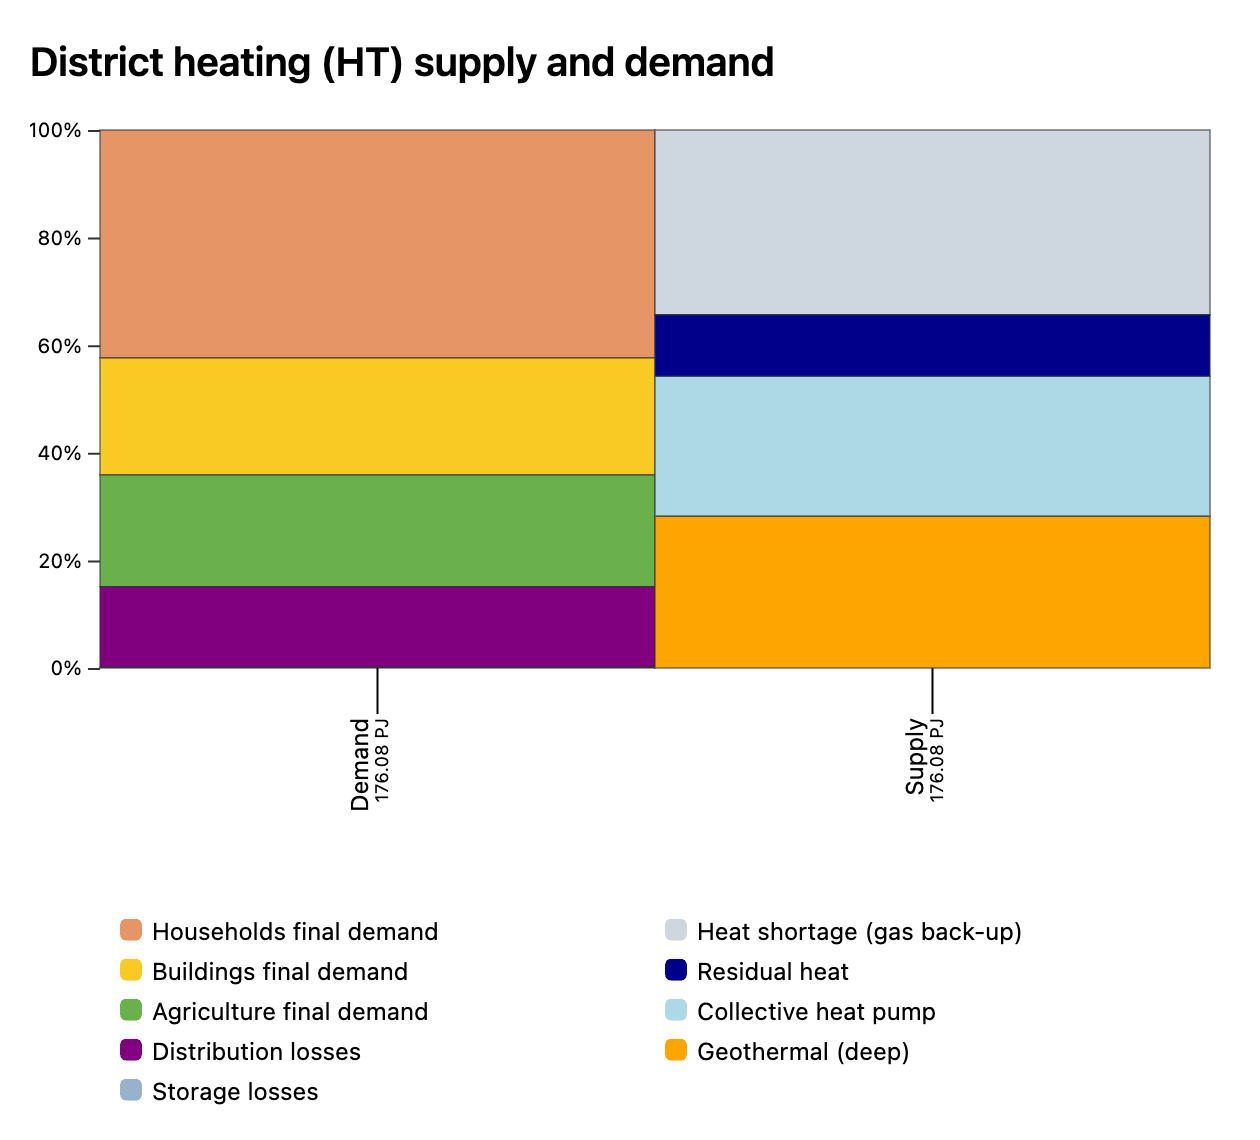 District heating (HT) supply and demand
100%
80%
60%
40%
20%
0%
Demand
176.08 PJ
Supply
176.08 PJ
Households final demand
Buildings final demand
Agriculture final demand
Distribution losses
Storage losses
Heat shortage (gas back-up)
Residual heat
Collective heat pump
Geothermal (deep)